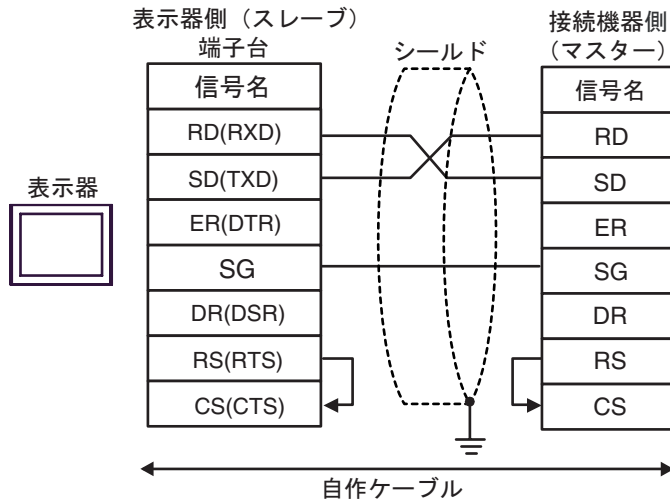 表示器側（スレーブ）
端子台
シールド
接続機器側
（マスター）
信号名
信号名
RD(RXD)
RD
SD(TXD)
SD
表示器
ER(DTR)
ER
SG
SG
DR(DSR)
DR
RS(RTS)
RS
CS(CTS)
CS
自作ケーブル